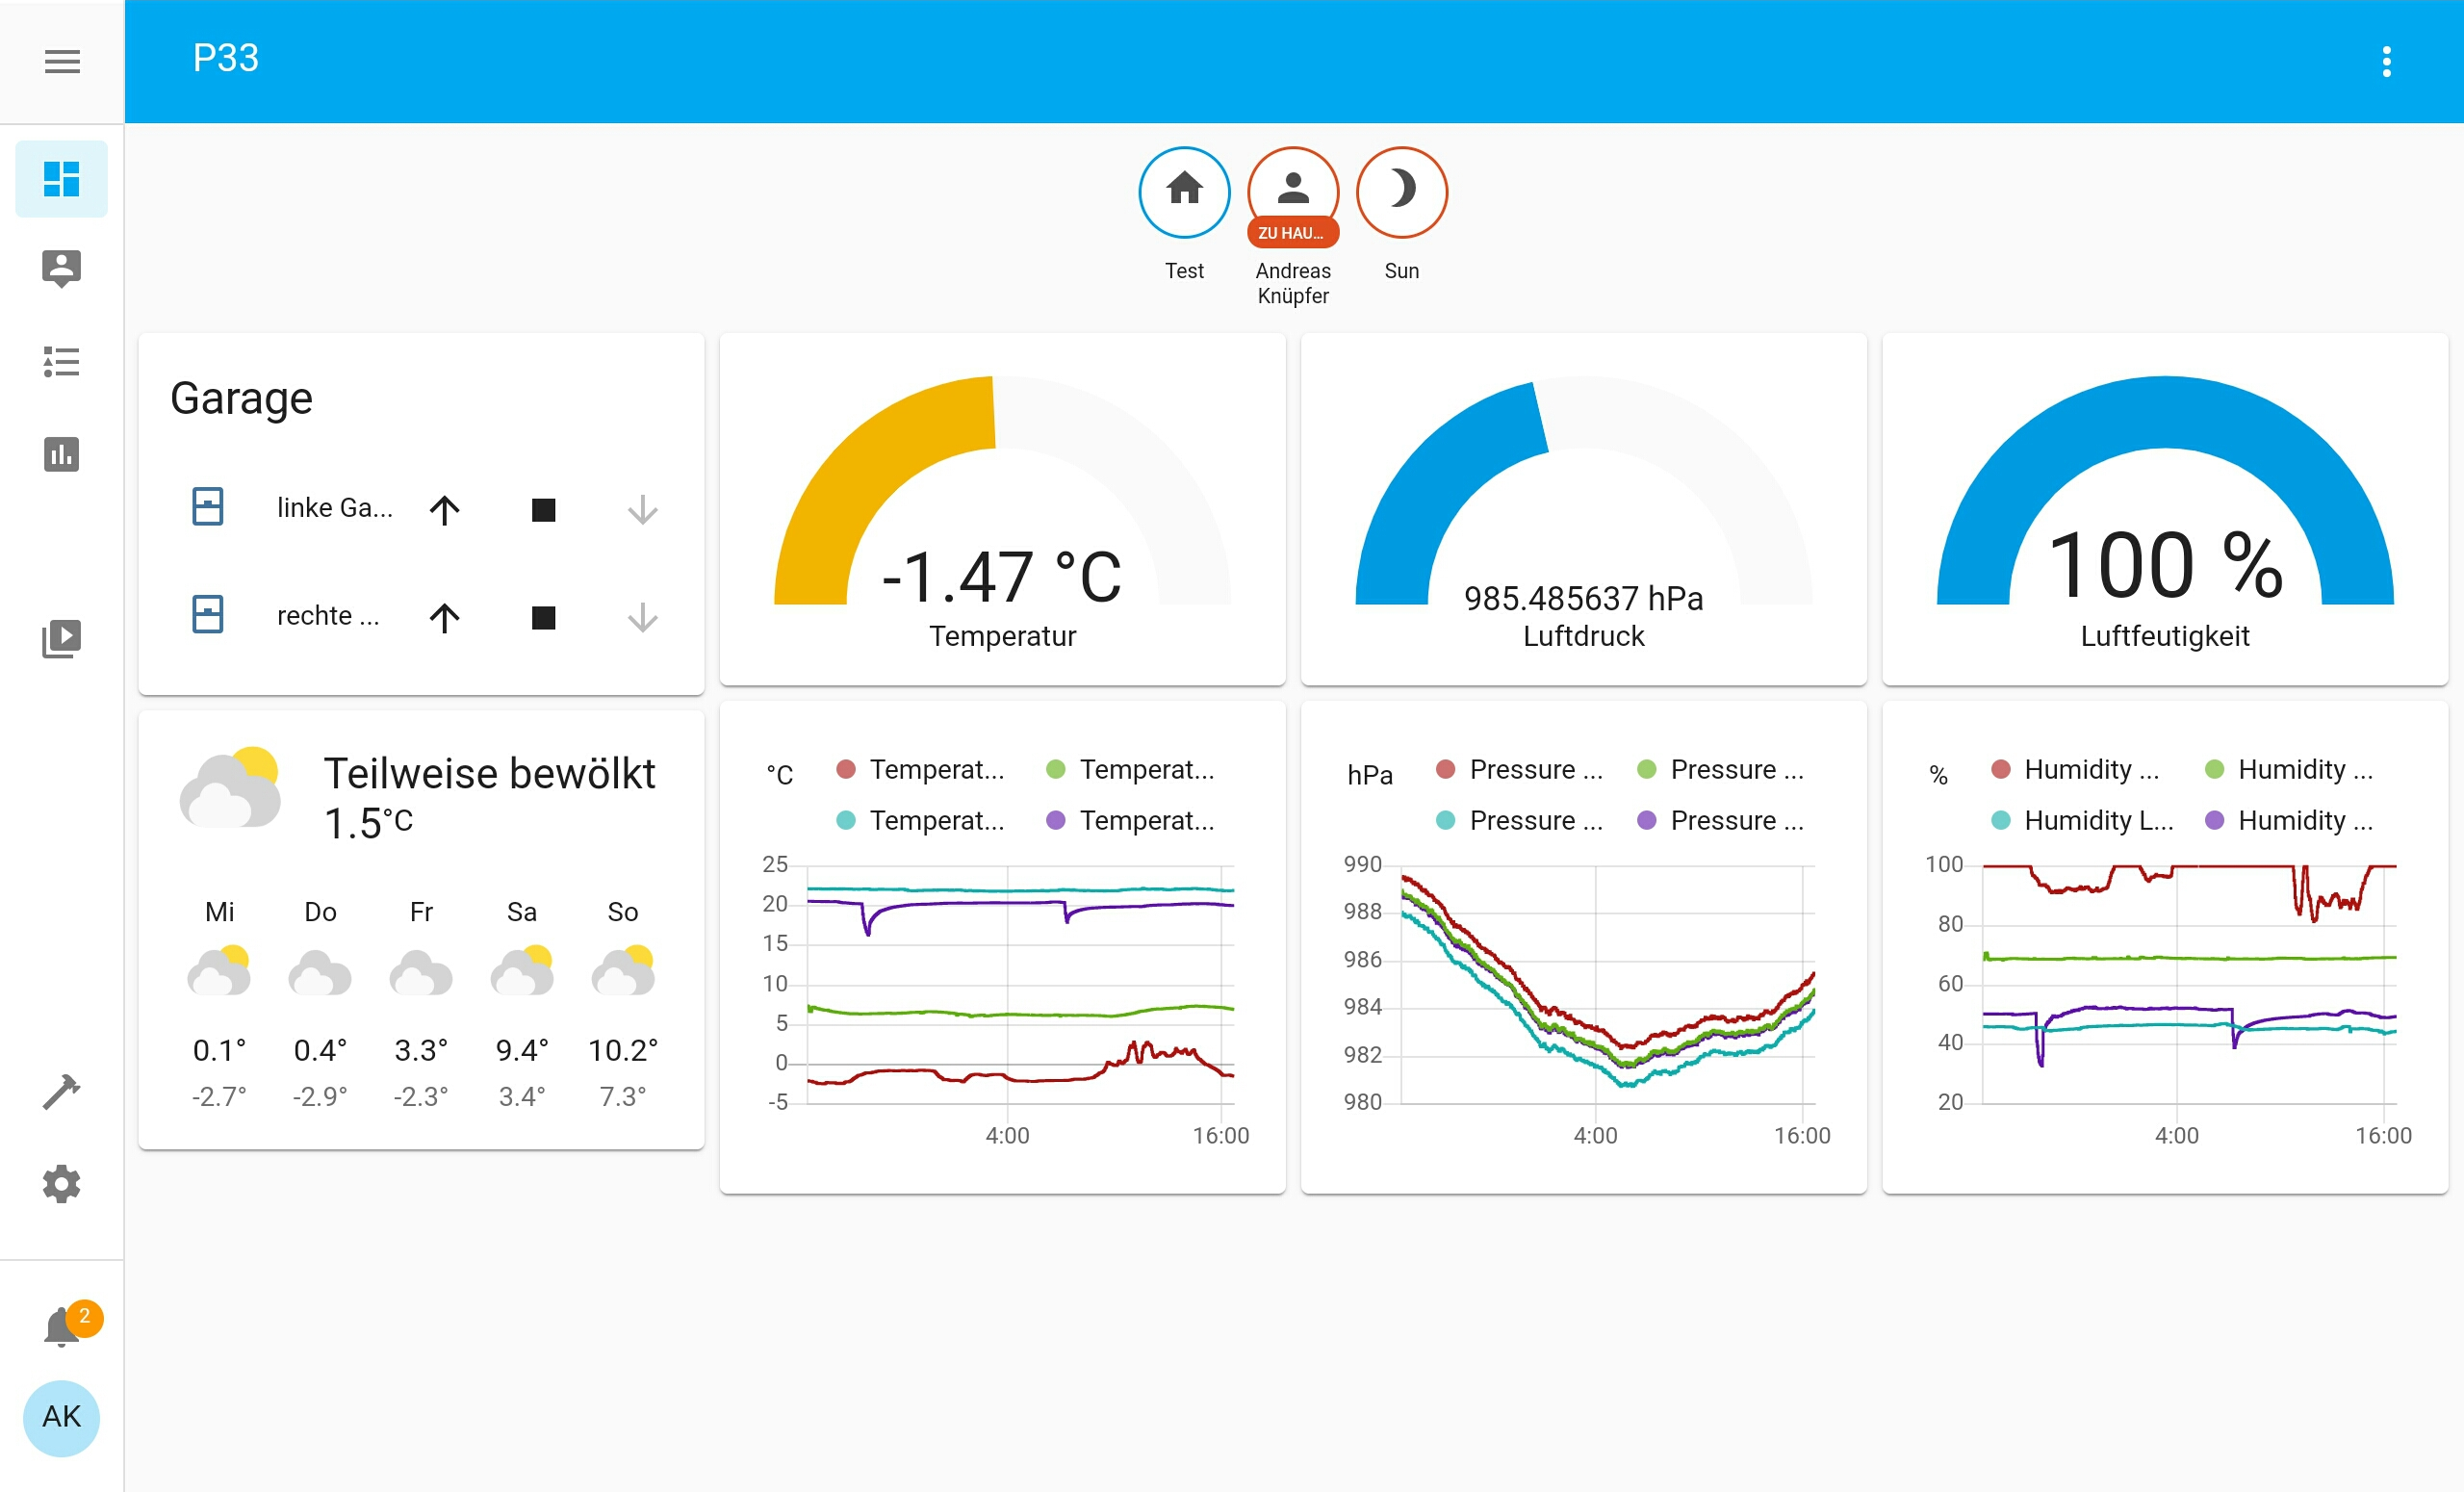 P33
ZU HAU...
Test
Andreas
Knüpfer
Sun
Garage
linke Ga...
rechte ...
-1.47 °C
Temperatur
985.485637 hPa
Luftdruck
100 %
Luftfeutigkeit
Teilweise bewölkt
1.5°C
Mi Do Fr Sa So
0.1° 0.4° 3.3° 9.4° 10.2°
-2.7° -2.9° -2.3° 3.4° 7.3°
°C
Temperat... Temperat...
Temperat... Temperat...
25
20
15
10
5
0
-5
4:00 16:00
hPa
Pressure ... Pressure ...
Pressure ... Pressure ...
990
988
986
984
982
980
4:00 16:00
%
Humidity ... Humidity ...
Humidity L... Humidity ...
100
80
60
40
20
4:00 16:00
2
AK